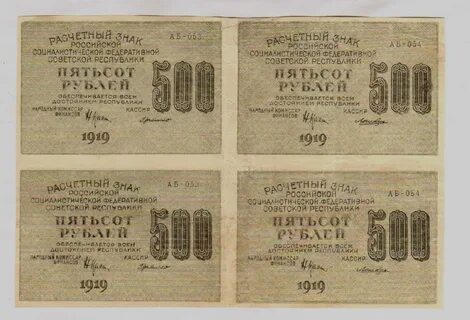 РАСЧЕТНЫЙ ЗНАК АБ-053
РОССИЙСКОЙ
СОЦИАЛИСТИЧЕСКОЙ ФЕДЕРАТИВНОЙ
СОВЕТСКОЙ РЕСПУБЛИКИ
ПЯТЬСОТ
РУБЛЕЙ
500
ОБЕСПЕЧИВАЕТСЯ ВСЕМ
ДОСТОЯНИЕМ РЕСПУБЛИКИ
НАРОДНЫЙ КОМИССАР
ФИНАНСОВ
КАССИР
1919
РАСЧЕТНЫЙ ЗНАК АБ-054
РОССИЙСКОЙ
СОЦИАЛИСТИЧЕСКОЙ ФЕДЕРАТИВНОЙ
СОВЕТСКОЙ РЕСПУБЛИКИ
ПЯТЬСОТ
РУБЛЕЙ
500
ОБЕСПЕЧИВАЕТСЯ ВСЕМ
ДОСТОЯНИЕМ РЕСПУБЛИКИ
НАРОДНЫЙ КОМИССАР
ФИНАНСОВ
КАССИР
1919
РАСЧЕТНЫЙ ЗНАК АБ-053
РОССИЙСКОЙ
СОЦИАЛИСТИЧЕСКОЙ ФЕДЕРАТИВНОЙ
СОВЕТСКОЙ РЕСПУБЛИКИ
ПЯТЬСОТ
РУБЛЕЙ
500
ОБЕСПЕЧИВАЕТСЯ ВСЕМ
ДОСТОЯНИЕМ РЕСПУБЛИКИ
НАРОДНЫЙ КОМИССАР
ФИНАНСОВ
КАССИР
1919
РАСЧЕТНЫЙ ЗНАК АБ-054
РОССИЙСКОЙ
СОЦИАЛИСТИЧЕСКОЙ ФЕДЕРАТИВНОЙ
СОВЕТСКОЙ РЕСПУБЛИКИ
ПЯТЬСОТ
РУБЛЕЙ
500
ОБЕСПЕЧИВАЕТСЯ ВСЕМ
ДОСТОЯНИЕМ РЕСПУБЛИКИ
НАРОДНЫЙ КОМИССАР
ФИНАНСОВ
КАССИР
1919